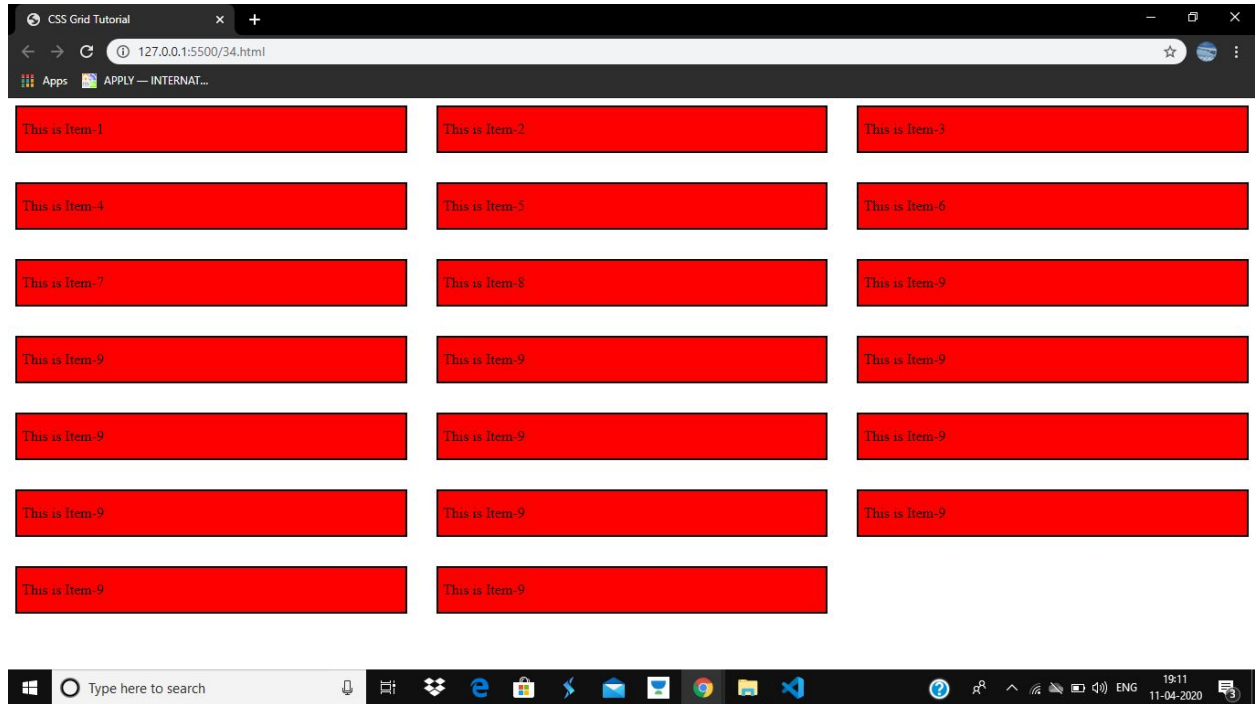 CSS Grid Tutorial
127.0.0.1:5500/34.html
Apps APPLY — INTERNAT...
This is Item-1 This is Item-2 This is Item-3
This is Item-4 This is Item-5 This is Item-6
This is Item-7 This is Item-8 This is Item-9
This is Item-9 This is Item-9 This is Item-9
This is Item-9 This is Item-9 This is Item-9
This is Item-9 This is Item-9 This is Item-9
This is Item-9 This is Item-9
Type here to search ENG 19:11
11-04-2020 3